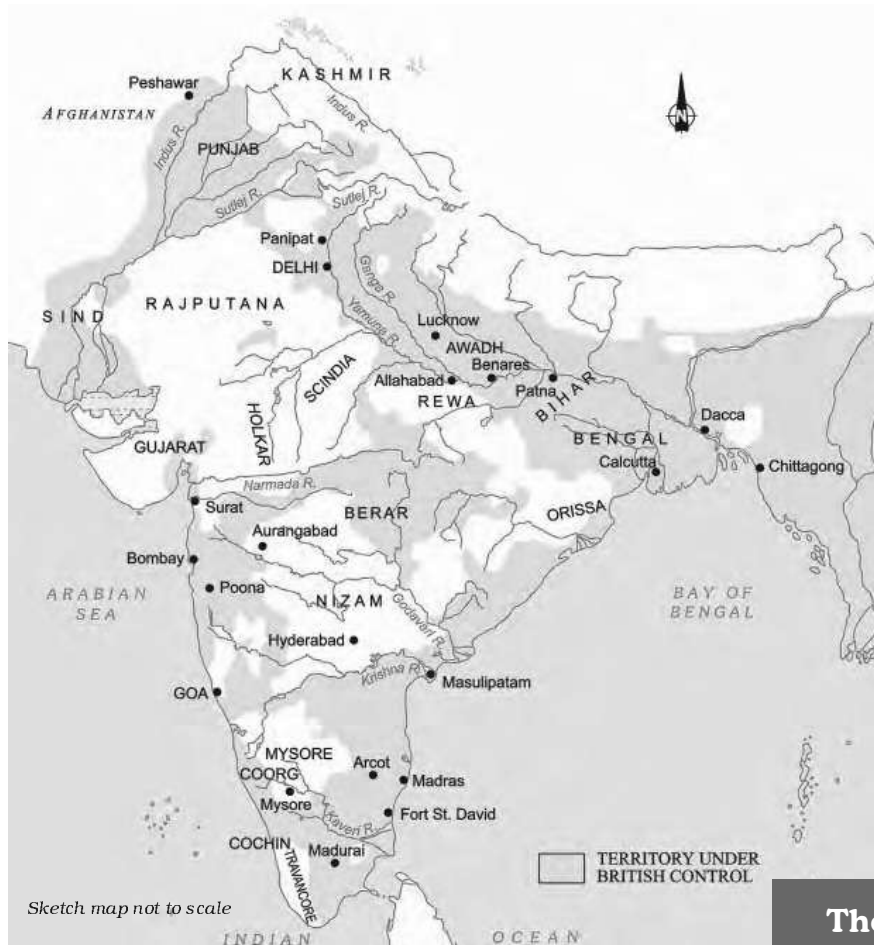 KASHMIR
Peshawar
AFGHANISTAN
Indus R.
Indus R.
PUNJAB
N
Sutlej R.
Sutlej R.
Panipat
DELHI
Ganga R.
Yamuna R.
RAJPUTANA
SIND
Lucknow
AWADH
Benares
Allahabad
Patna
REWA
BIHAR
SCINDIA
HOLKAR
Dacca
BENGAL
Calcutta
Chittagong
GUJARAT
Narmada R.
Surat
BERAR
ORISSA
Aurangabad
Bombay
Poona
ARABIAN
SEA
BAY OF
BENGAL
NIZAM
Godavari R.
Hyderabad
Krishna R.
Masulipatam
GOA
MYSORE
Arcot
COORG
Madras
Mysore
Fort St. David
Kaveri R.
COCHIN
Madurai
TRAVANCORE
TERRITORY UNDER
BRITISH CONTROL
Sketch map not to scale
The
INDIAN OCEAN